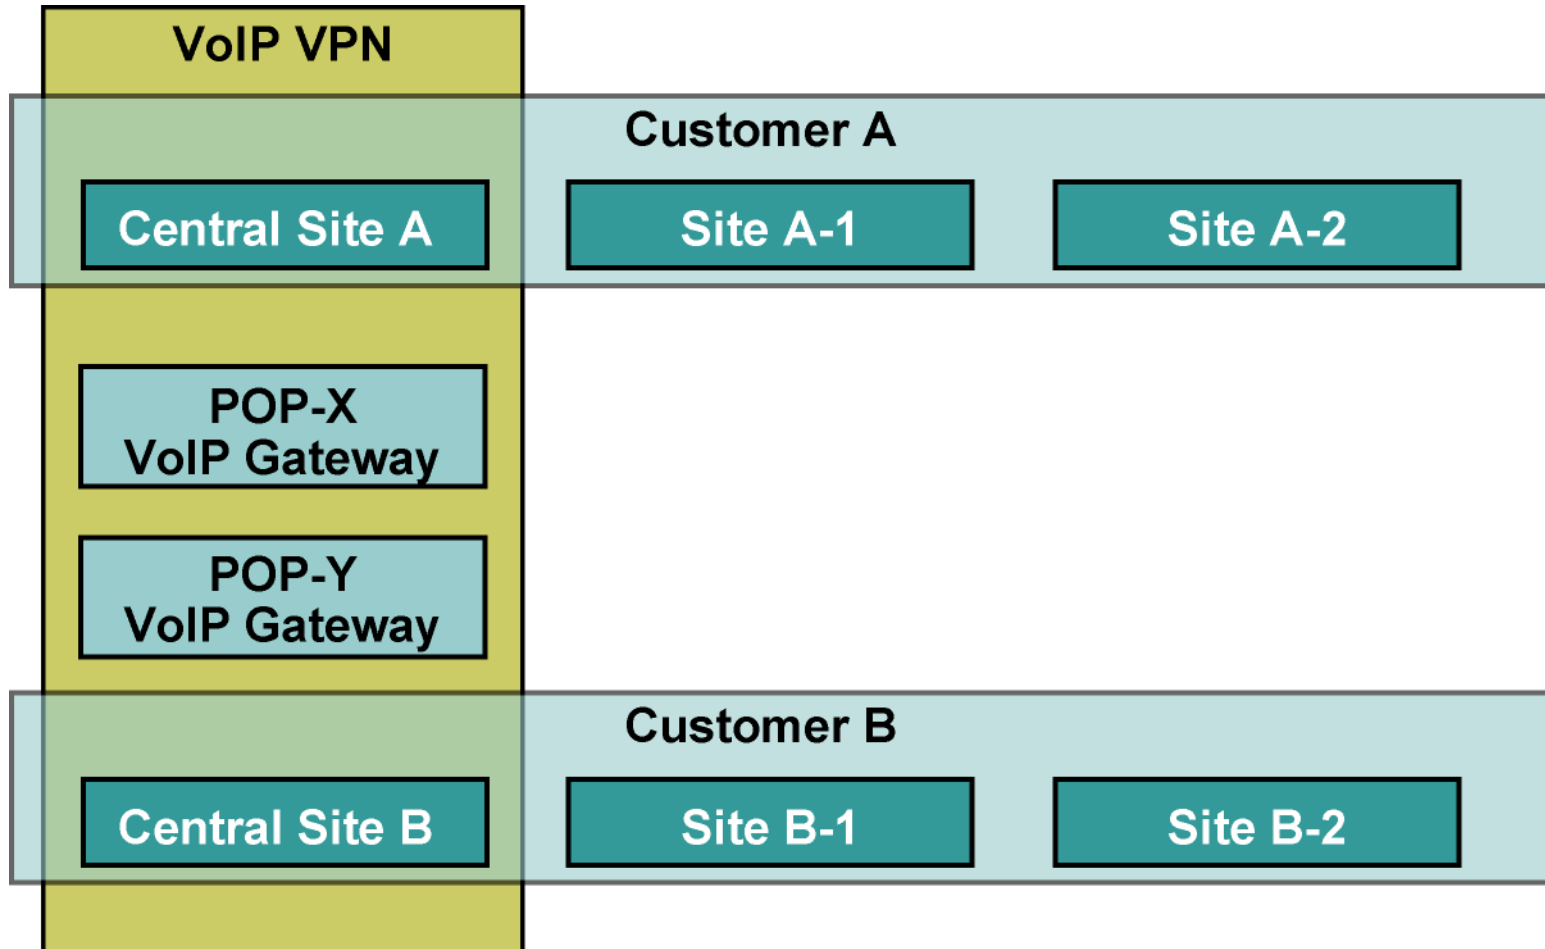 VoIP VPN
Customer A
Central Site A
Site A-1
Site A-2
POP-X
VoIP Gateway
POP-Y
VoIP Gateway
Customer B
Central Site B
Site B-1
Site B-2